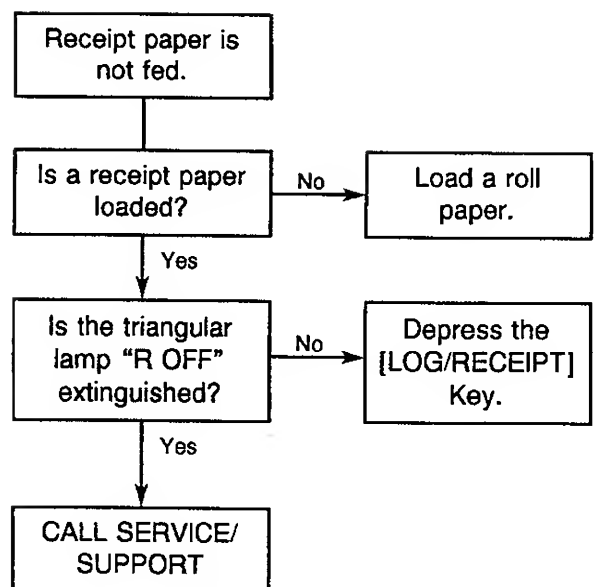 Receipt paper is
not fed.
Is a receipt paper
loaded?
No
Load a roll
paper.
Yes
Is the triangular
lamp “R OFF”
extinguished?
No
Depress the
[LOG/RECEIPT]
Key.
Yes
CALL SERVICE/
SUPPORT